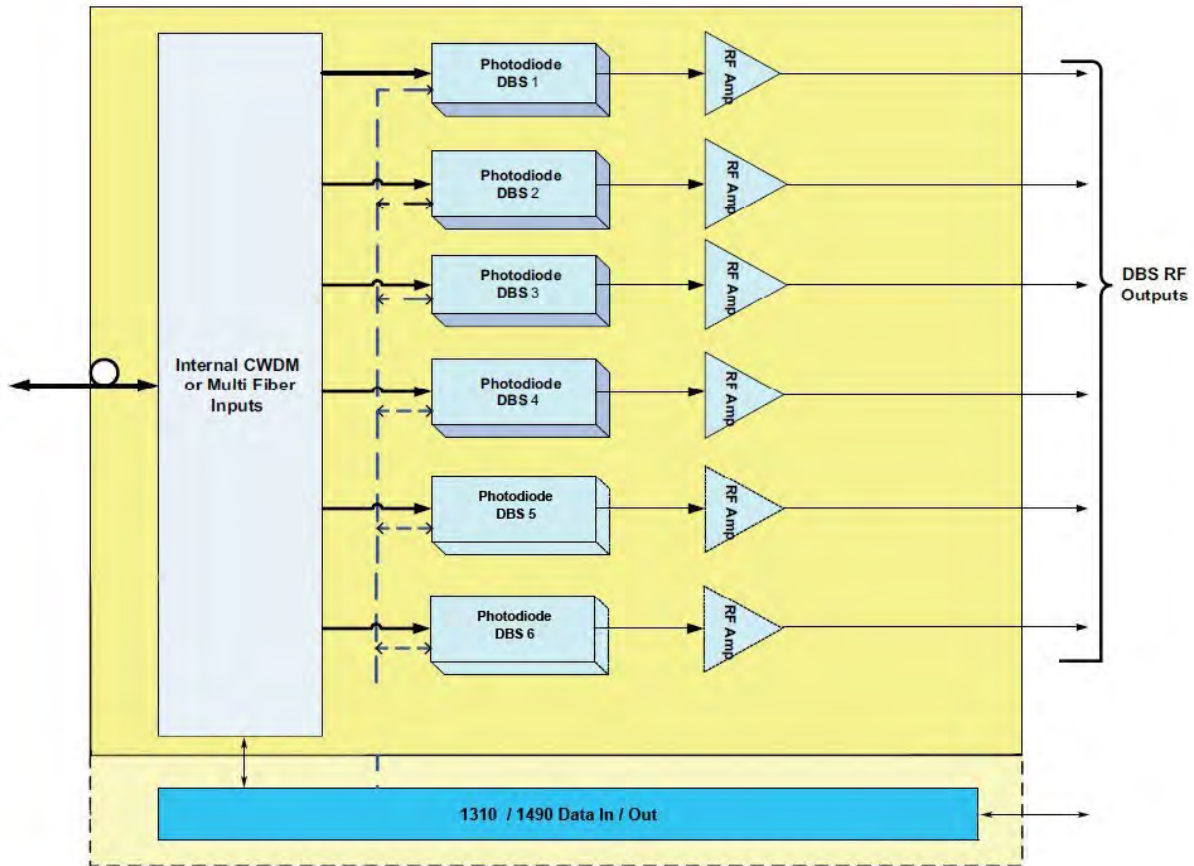 Photodiode
DBS 1
RF Amp
Photodiode
DBS 2
RF Amp
Photodiode
DBS 3
RF Amp
DBS RF
Outputs
Internal CWDM
or Multi Fiber
Inputs
Photodiode
DBS 4
RF Amp
Photodiode
DBS 5
RF Amp
Photodiode
DBS 6
RF Amp
1310 / 1490 Data In / Out